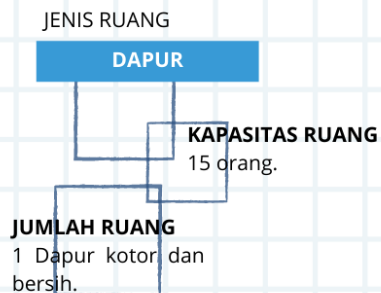 JENIS RUANG
DAPUR
KAPASITAS RUANG
15 orang.
JUMLAH RUANG
1 Dapur kotor dan
bersih.